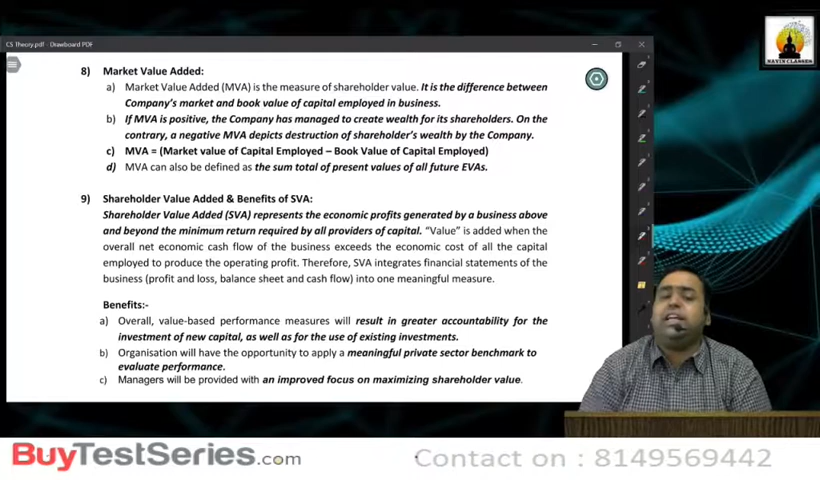 CS Theory.pdf - Drawboard PDF
NAVIN CLASSES
8) Market Value Added:
a) Market Value Added (MVA) is the measure of shareholder value. It is the difference between
Company's market and book value of capital employed in business.
b) If MVA is positive, the Company has managed to create wealth for its shareholders. On the
contrary, a negative MVA depicts destruction of shareholder's wealth by the Company.
c) MVA = (Market value of Capital Employed – Book Value of Capital Employed)
d) MVA can also be defined as the sum total of present values of all future EVAs.
9) Shareholder Value Added & Benefits of SVA:
Shareholder Value Added (SVA) represents the economic profits generated by a business above
and beyond the minimum return required by all providers of capital. "Value" is added when the
overall net economic cash flow of the business exceeds the economic cost of all the capital
employed to produce the operating profit. Therefore, SVA integrates financial statements of the
business (profit and loss, balance sheet and cash flow) into one meaningful measure.
Benefits:-
a) Overall, value-based performance measures will result in greater accountability for the
investment of new capital, as well as for the use of existing investments.
b) Organisation will have the opportunity to apply a meaningful private sector benchmark to
evaluate performance.
c) Managers will be provided with an improved focus on maximizing shareholder value.
BuyTestSeries.com
Contact on : 8149569442